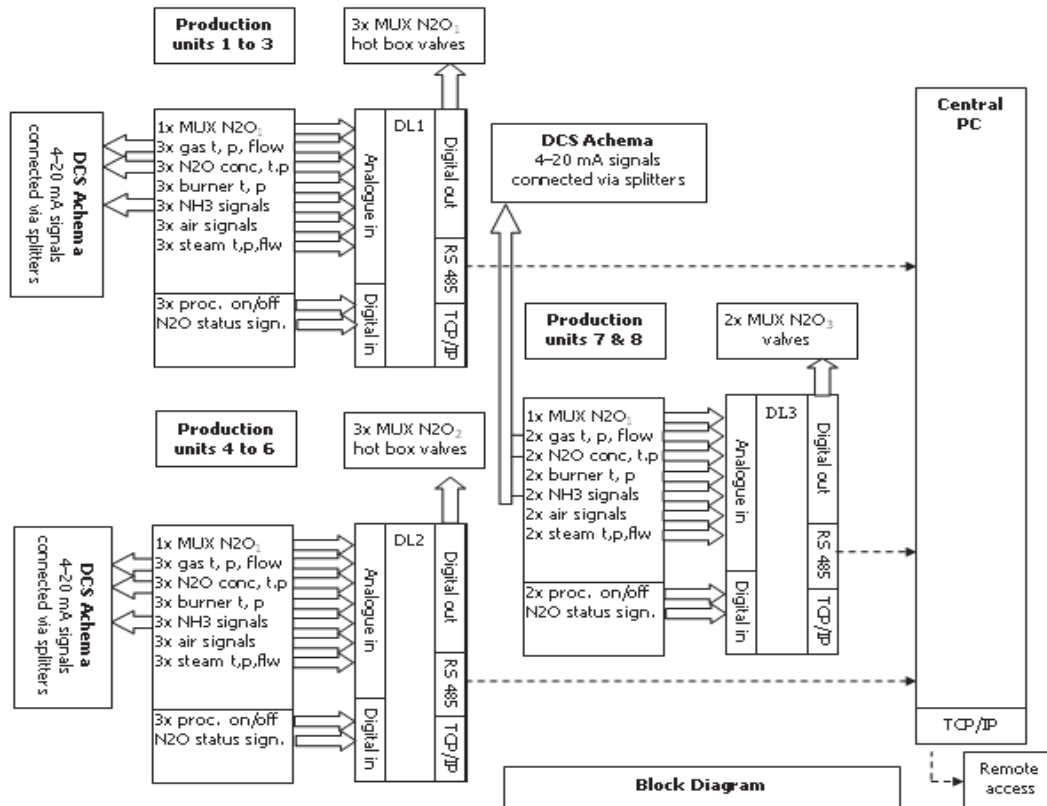 Production
units 1 to 3
3x MUX N2O₁
hot box valves
DCS Achema
4–20 mA signals
connected via splitters
1x MUX N2O₁
3x gas t, p, flow
3x N2O conc, t.p
3x burner t, p
3x NH3 signals
3x air signals
3x steam t,p,flw
3x proc. on/off
N2O status sign.
Analogue in
Digital in
DL1
Digital out
RS 485
TCP/IP
DCS Achema
4–20 mA signals
connected via splitters
Central
PC
Production
units 7 & 8
2x MUX N2O₃
valves
1x MUX N2O₁
2x gas t, p, flow
2x N2O conc, t.p
2x burner t, p
2x NH3 signals
2x air signals
2x steam t,p,flw
2x proc. on/off
N2O status sign.
Analogue in
Digital in
DL3
Digital out
RS 485
TCP/IP
Production
units 4 to 6
3x MUX N2O₂
hot box valves
DCS Achema
4–20 mA signals
connected via splitters
1x MUX N2O₁
3x gas t, p, flow
3x N2O conc, t.p
3x burner t, p
3x NH3 signals
3x air signals
3x steam t,p,flw
3x proc. on/off
N2O status sign.
Analogue in
Digital in
DL2
Digital out
RS 485
TCP/IP
TCP/IP
Remote
access
Block Diagram